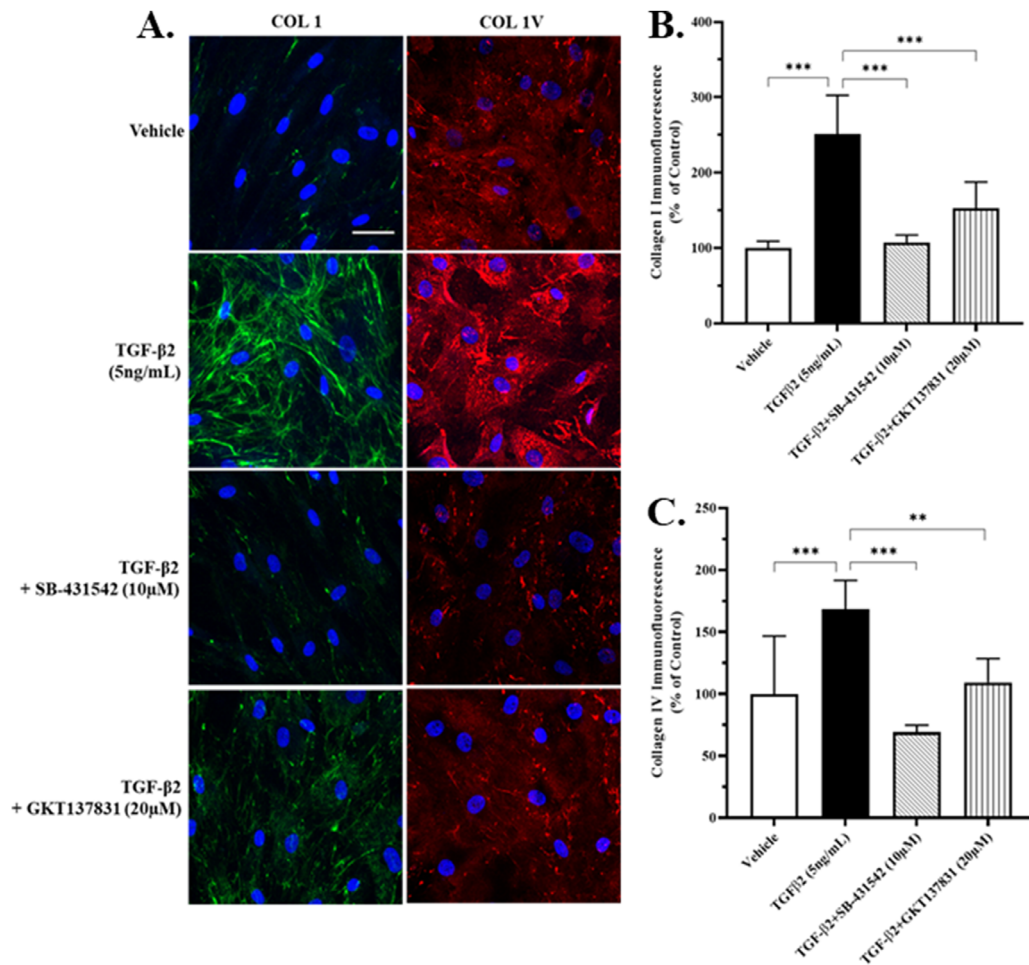 A.
COL 1
COL 1V
Vehicle
TGF-β2
(5ng/mL)
TGF-β2
+ SB-431542 (10µM)
TGF-β2
+ GKT137831 (20µM)
B.
Collagen I Immunofluorescence
(% of Control)
400
300
200
100
0
***
***
***
Vehicle
TGFβ2 (5ng/mL)
TGF-β2+SB-431542 (10µM)
TGF-β2+GKT137831 (20µM)
C.
Collagen IV Immunofluorescence
(% of Control)
250
200
150
100
50
0
**
***
***
Vehicle
TGFβ2 (5ng/mL)
TGF-β2+SB-431542 (10µM)
TGF-β2+GKT137831 (20µM)